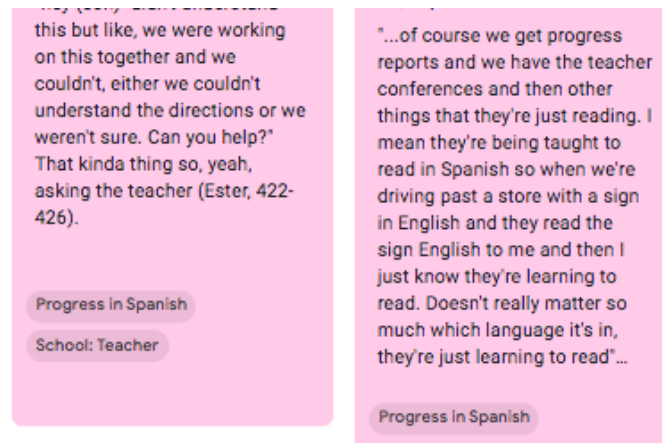 this but like, we were working
on this together and we
couldn't, either we couldn't
understand the directions or we
weren't sure. Can you help?"
That kinda thing so, yeah,
asking the teacher (Ester, 422-
426).
Progress in Spanish
School: Teacher
"...of course we get progress
reports and we have the teacher
conferences and then other
things that they're just reading. I
mean they're being taught to
read in Spanish so when we're
driving past a store with a sign
in English and they read the
sign English to me and then I
just know they're learning to
read. Doesn't really matter so
much which language it's in,
they're just learning to read"...
Progress in Spanish